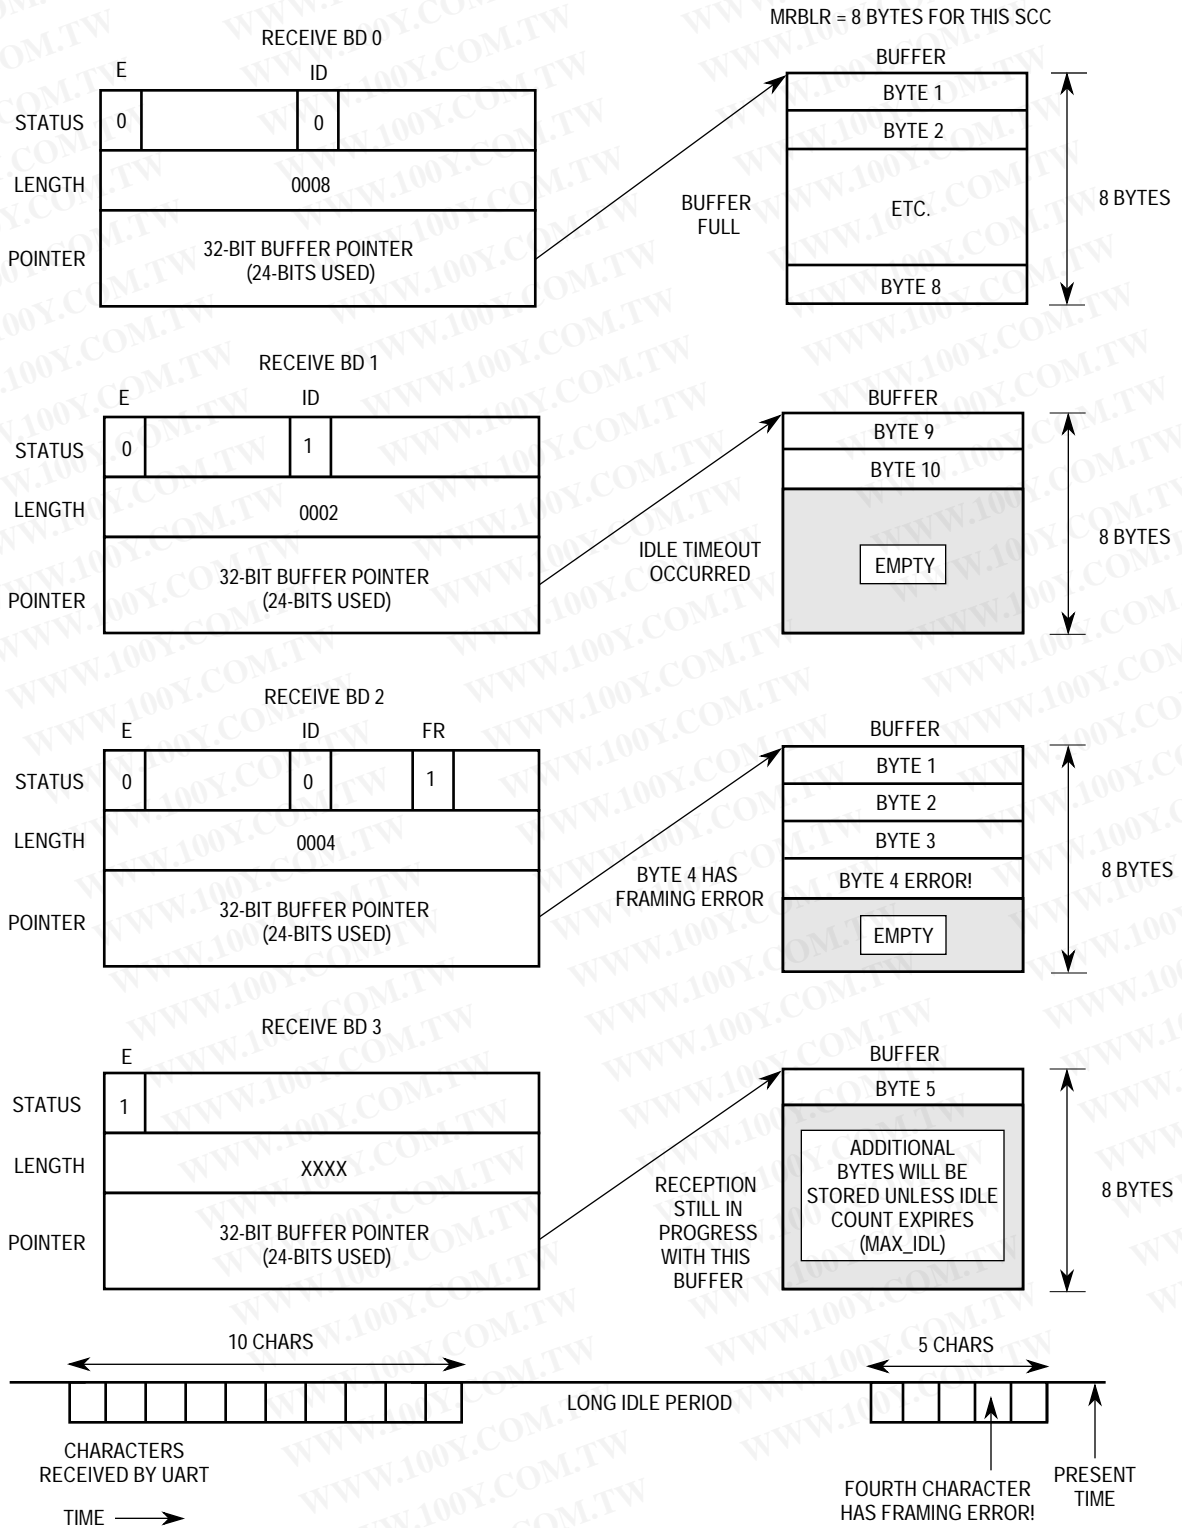 MRBLR = 8 BYTES FOR THIS SCC
RECEIVE BD 0
E ID
STATUS 0 0
LENGTH 0008
POINTER 32-BIT BUFFER POINTER
(24-BITS USED)
BUFFER
FULL
BUFFER
BYTE 1
BYTE 2
ETC.
BYTE 8
8 BYTES
RECEIVE BD 1
E ID
STATUS 0 1
LENGTH 0002
POINTER 32-BIT BUFFER POINTER
(24-BITS USED)
IDLE TIMEOUT
OCCURRED
BUFFER
BYTE 9
BYTE 10
EMPTY
8 BYTES
RECEIVE BD 2
E ID FR
STATUS 0 0 1
LENGTH 0004
POINTER 32-BIT BUFFER POINTER
(24-BITS USED)
BYTE 4 HAS
FRAMING ERROR
BUFFER
BYTE 1
BYTE 2
BYTE 3
BYTE 4 ERROR!
EMPTY
8 BYTES
RECEIVE BD 3
E
STATUS 1
LENGTH XXXX
POINTER 32-BIT BUFFER POINTER
(24-BITS USED)
RECEPTION
STILL IN
PROGRESS
WITH THIS
BUFFER
BUFFER
BYTE 5
ADDITIONAL
BYTES WILL BE
STORED UNLESS IDLE
COUNT EXPIRES
(MAX_IDL)
8 BYTES
10 CHARS
5 CHARS
LONG IDLE PERIOD
CHARACTERS
RECEIVED BY UART
TIME
FOURTH CHARACTER
HAS FRAMING ERROR!
PRESENT
TIME
WWW.100Y.COM.TW